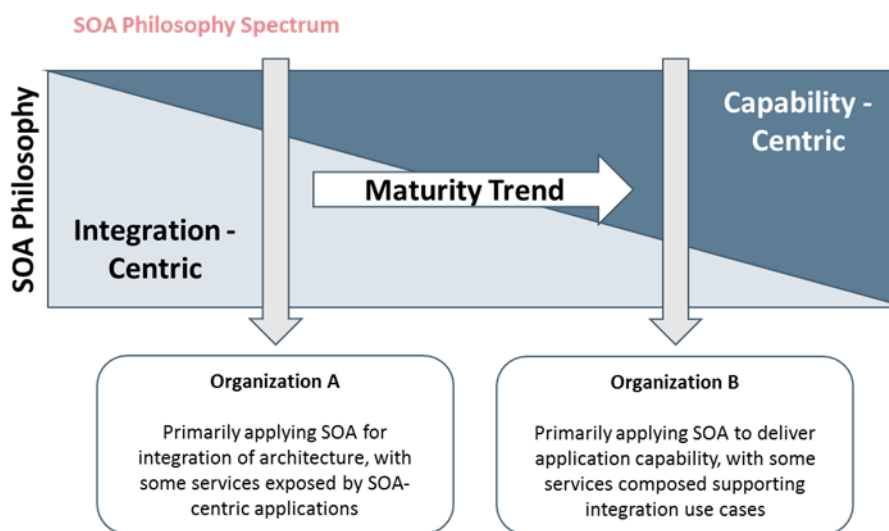 SOA Philosophy Spectrum
SOA Philosophy
Capability -
Centric
Maturity Trend
Integration -
Centric
Organization A
Primarily applying SOA for
integration of architecture, with
some services exposed by SOA-
centric applications
Organization B
Primarily applying SOA to deliver
application capability, with some
services composed supporting
integration use cases